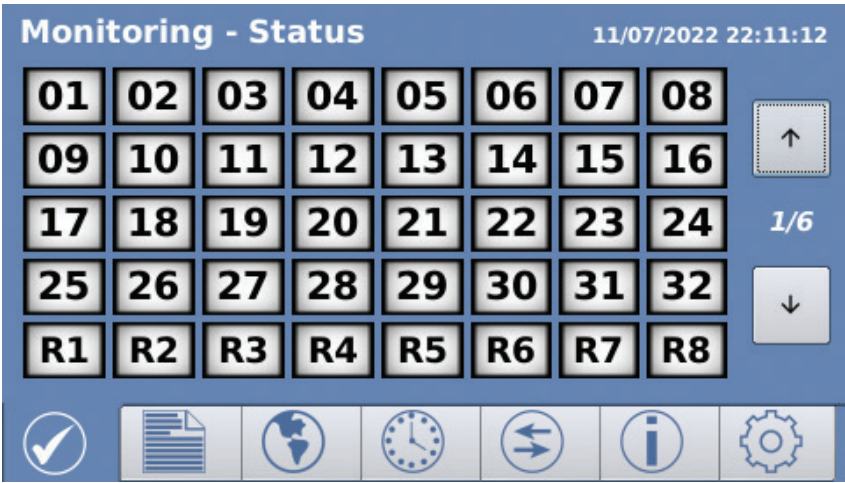 Monitoring - Status 11/07/2022 22:11:12
01 02 03 04 05 06 07 08
09 10 11 12 13 14 15 16
17 18 19 20 21 22 23 24 1/6
25 26 27 28 29 30 31 32
R1 R2 R3 R4 R5 R6 R7 R8